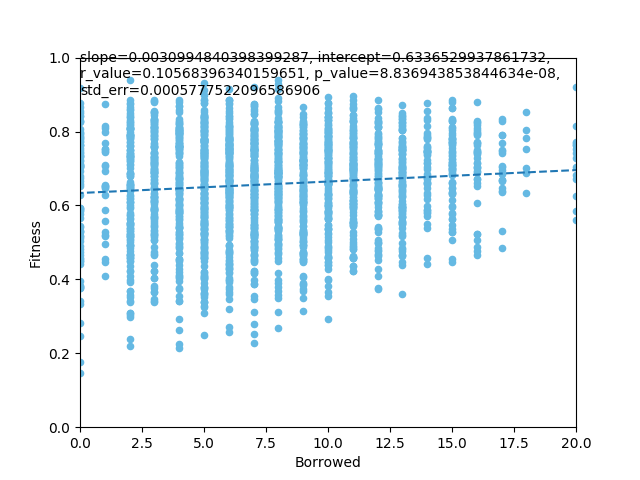 slope=0.0030994840398399287, intercept=0.6336529937861732,
r_value=0.10568396340159651, p_value=8.836943853844634e-08,
std_err=0.0005777522096586906
1.0
0.8
0.6
0.4
0.2
0.0
Fitness
0.0 2.5 5.0 7.5 10.0 12.5 15.0 17.5 20.0
Borrowed